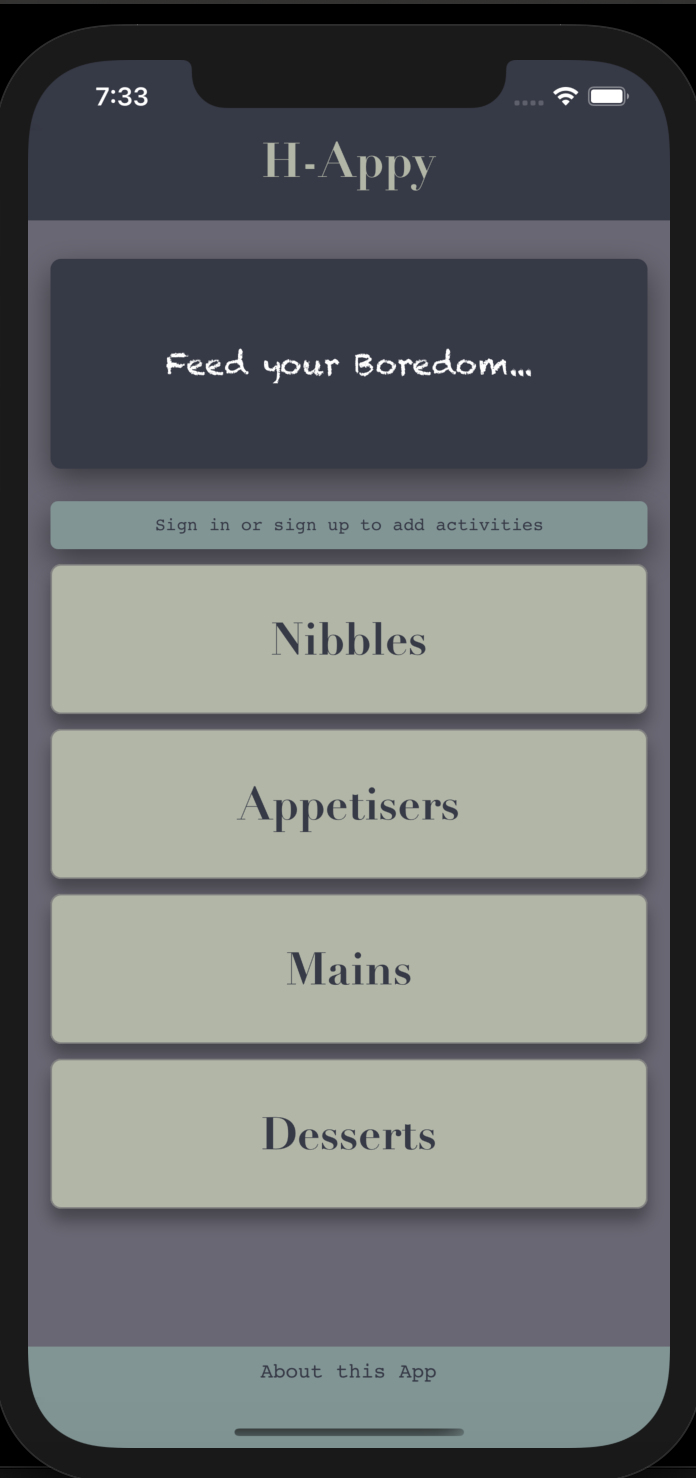 7:33
H-Appy
Feed your Boredom...
Sign in or sign up to add activities
Nibbles
Appetisers
Mains
Desserts
About this App